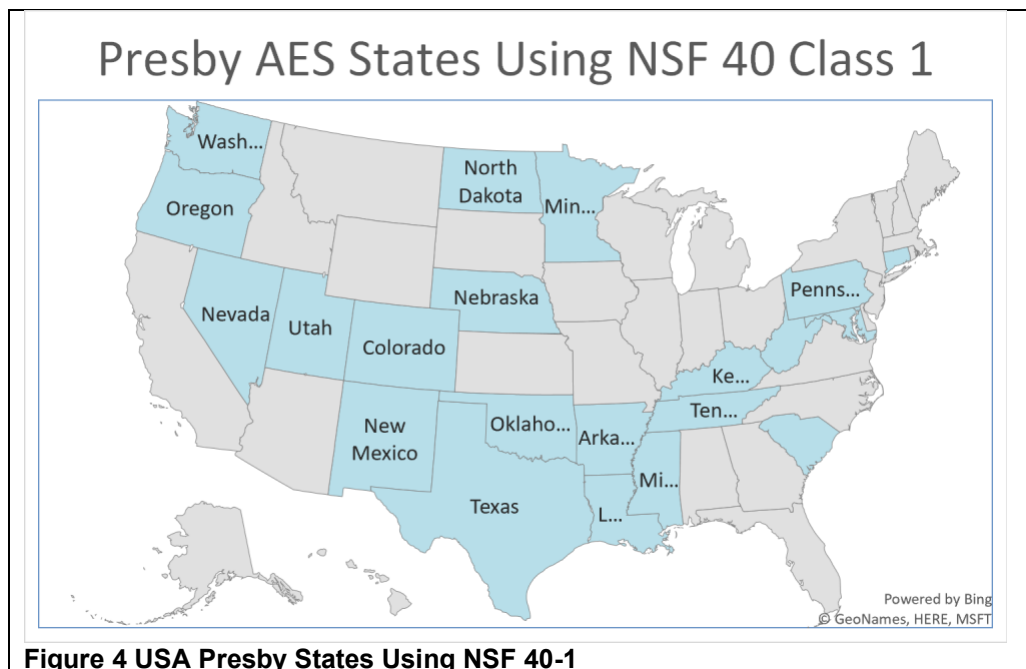 Presby AES States Using NSF 40 Class 1
Wash...
North
Dakota
Min...
Oregon
Nebraska
Penns...
Nevada
Utah
Colorado
Ke...
Ten...
New
Mexico
Oklaho...
Arka...
Mi...
Texas
L...
Powered by Bing
© GeoNames, HERE, MSFT
Figure 4 USA Presby States Using NSF 40-1